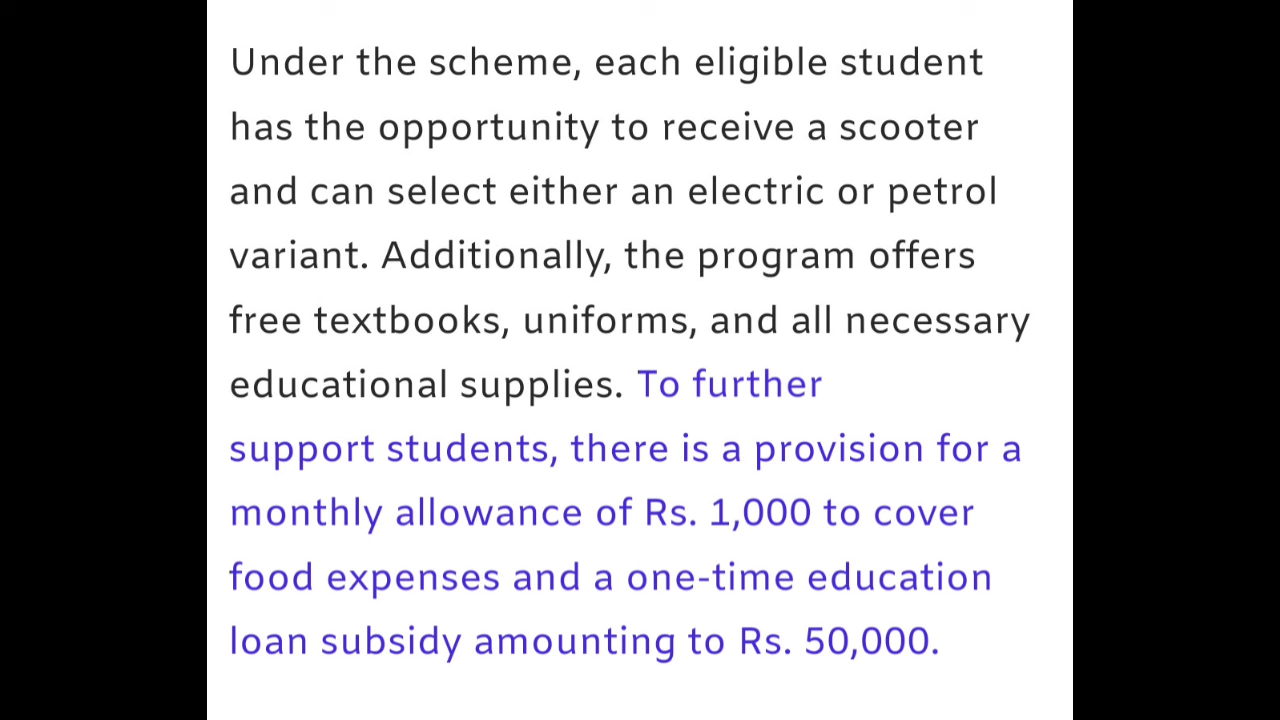 Under the scheme, each eligible student
has the opportunity to receive a scooter
and can select either an electric or petrol
variant. Additionally, the program offers
free textbooks, uniforms, and all necessary
educational supplies. To further
support students, there is a provision for a
monthly allowance of Rs. 1,000 to cover
food expenses and a one-time education
loan subsidy amounting to Rs. 50,000.